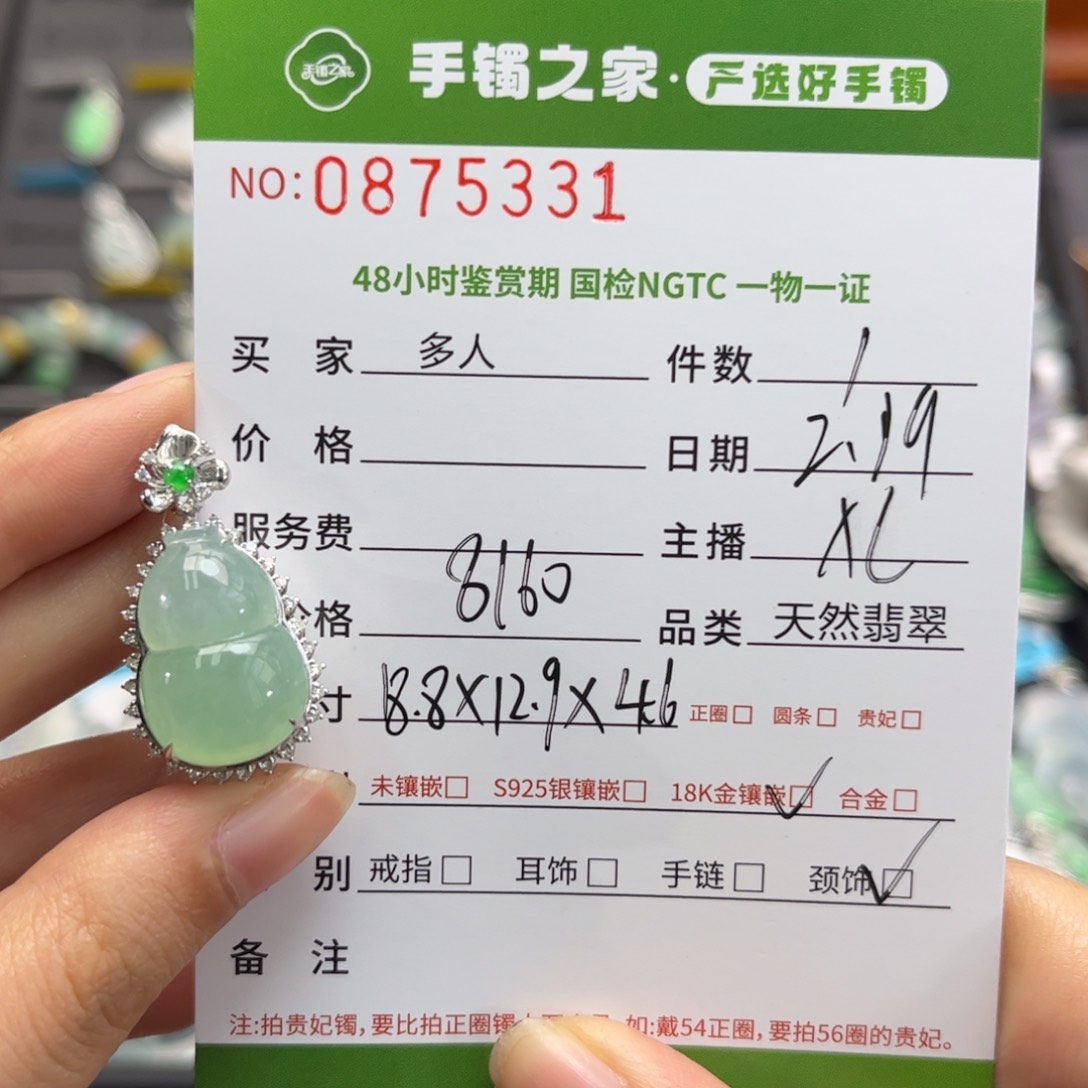 手镯之家 手镯之家·严选好手镯
NO:0875331
48小时鉴赏期 国检NGTC 一物一证
买 家 多人 件数 1
价 格 日期 2.19
服务费 主播 XL
价格 8160 品类 天然翡翠
寸 18.8X12.9X4.6 正圈□ 圆条□ 贵妃□
未镶嵌□ S925银镶嵌□ 18K金镶嵌☑ 合金□
别 戒指□ 耳饰□ 手链□ 颈饰☑
备 注
注:拍贵妃镯,要比拍正圈镯 如:戴54正圈,要拍56圈的贵妃。